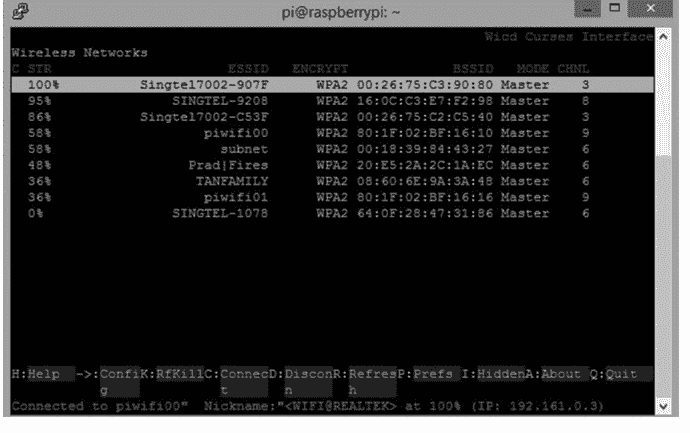 pi@raspberrypi: ~
Wicd Curses Interface
Wireless Networks
C STR ESSID ENCRYPT BSSID MODE CHNL
100% Singtel7002-907F WPA2 00:26:75:C3:90:80 Master 3
95% SINGTEL-9208 WPA2 16:0C:C3:E7:F2:98 Master 8
86% Singtel7002-C53F WPA2 00:26:75:C2:C5:40 Master 3
58% piwifi00 WPA2 80:1F:02:BF:16:10 Master 9
58% subnet WPA2 00:18:39:84:43:27 Master 6
48% Prad|Fires WPA2 20:E5:2A:2C:1A:EC Master 6
36% TANFAMILY WPA2 08:60:6E:9A:3A:48 Master 6
36% piwifi01 WPA2 80:1F:02:BF:16:16 Master 9
0% SINGTEL-1078 WPA2 64:0F:28:47:31:86 Master 6
H:Help ->:ConfiK:RfKillC:ConnecD:DisconR:RefresP:Prefs I:HiddenA:About Q:Quit
g t n h
Connected to piwifi00" Nickname:"<WIFI@REALTEK> at 100% (IP: 192.161.0.3)